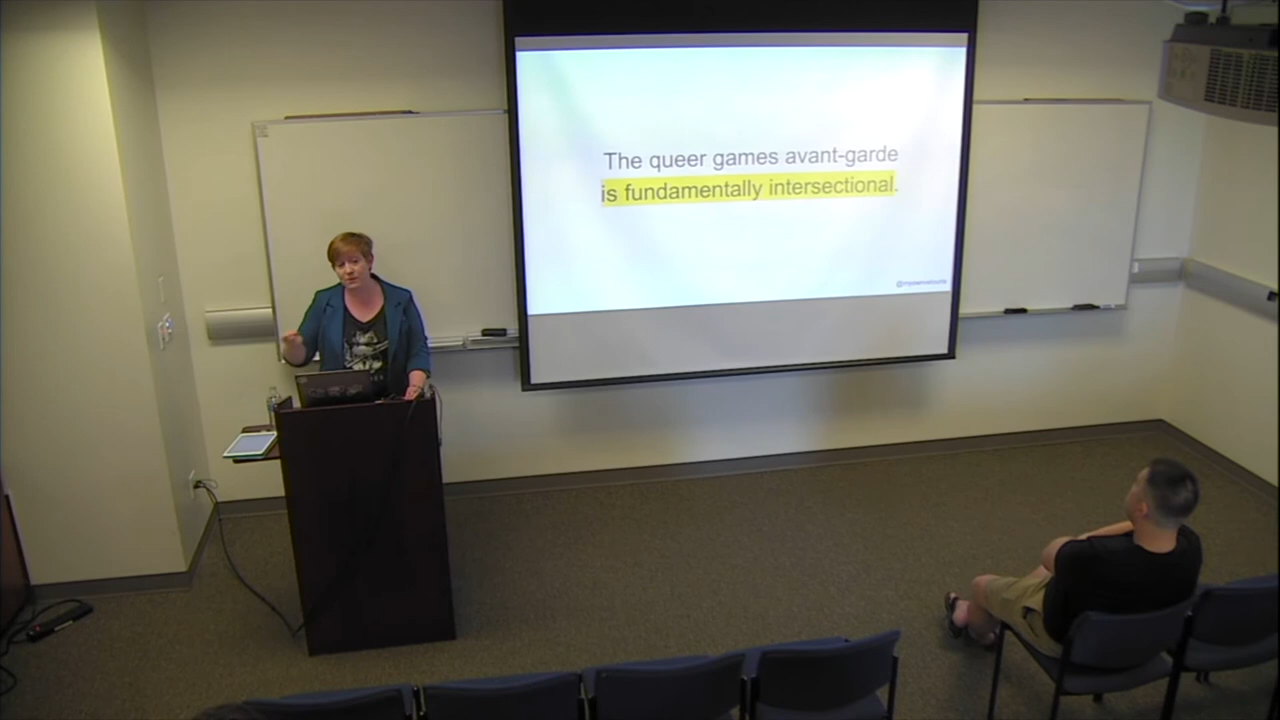 The queer games avant-garde
is fundamentally intersectional.